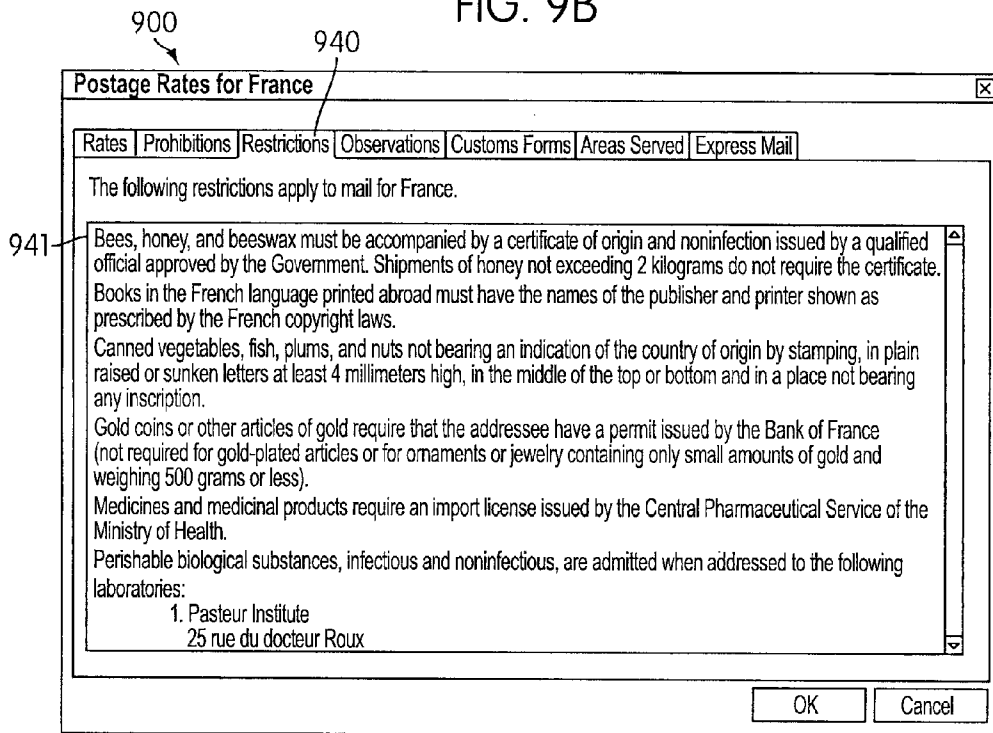 FIG. 9B
900
940
Postage Rates for France
Rates Prohibitions Restrictions Observations Customs Forms Areas Served Express Mail
The following restrictions apply to mail for France.
941
Bees, honey, and beeswax must be accompanied by a certificate of origin and noninfection issued by a qualified
official approved by the Government. Shipments of honey not exceeding 2 kilograms do not require the certificate.
Books in the French language printed abroad must have the names of the publisher and printer shown as
prescribed by the French copyright laws.
Canned vegetables, fish, plums, and nuts not bearing an indication of the country of origin by stamping, in plain
raised or sunken letters at least 4 millimeters high, in the middle of the top or bottom and in a place not bearing
any inscription.
Gold coins or other articles of gold require that the addressee have a permit issued by the Bank of France
(not required for gold-plated articles or for ornaments or jewelry containing only small amounts of gold and
weighing 500 grams or less).
Medicines and medicinal products require an import license issued by the Central Pharmaceutical Service of the
Ministry of Health.
Perishable biological substances, infectious and noninfectious, are admitted when addressed to the following
laboratories:
1. Pasteur Institute
25 rue du docteur Roux
OK Cancel